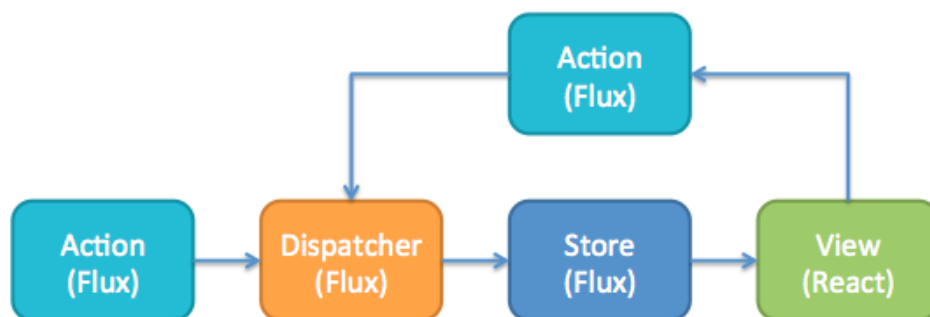 Action
(Flux)
Action
(Flux)
Dispatcher
(Flux)
Store
(Flux)
View
(React)